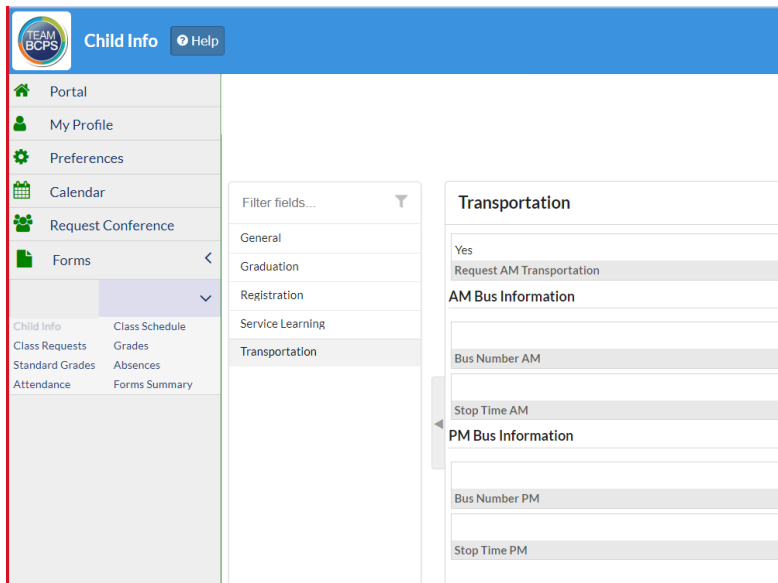 TEAM
BCPS
Child Info
Help
Portal
My Profile
Preferences
Calendar
Request Conference
Forms
Child Info Class Schedule
Class Requests Grades
Standard Grades Absences
Attendance Forms Summary
Filter fields...
General
Graduation
Registration
Service Learning
Transportation
Transportation
Yes
Request AM Transportation
AM Bus Information
Bus Number AM
Stop Time AM
PM Bus Information
Bus Number PM
Stop Time PM